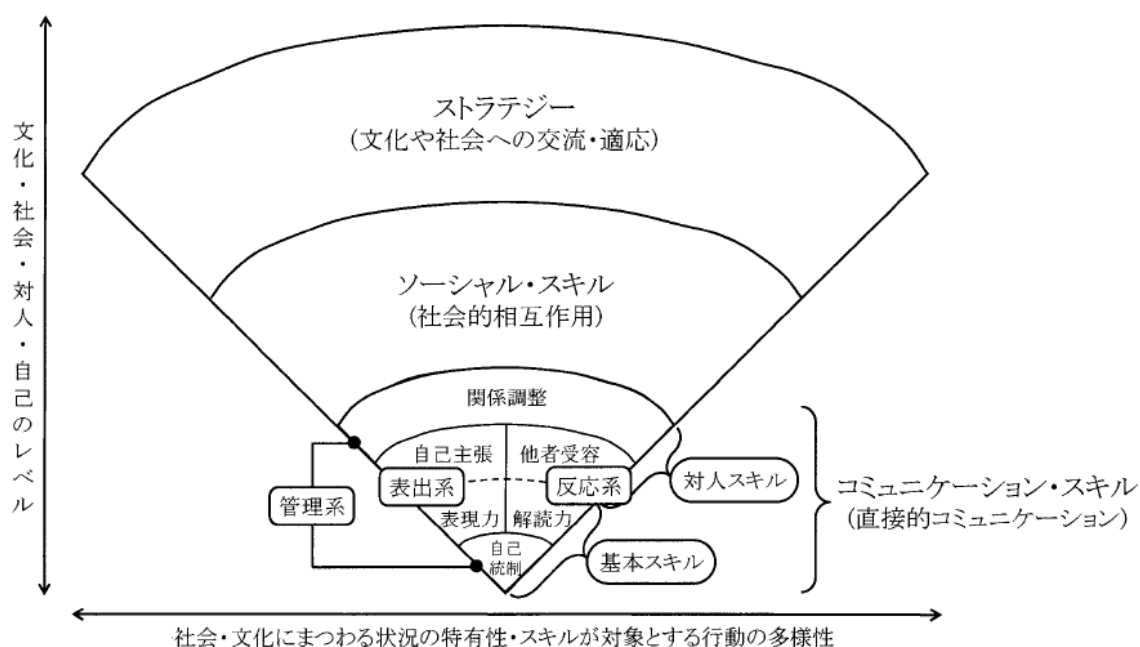 ストラテジー
(文化や社会への交流・適応)
文化・社会・対人・自己のレベル
ソーシャル・スキル
(社会的相互作用)
関係調整
自己主張
他者受容
表出系
反応系
対人スキル
管理系
コミュニケーション・スキル
(直接的コミュニケーション)
表現力
解読力
自己
統制
基本スキル
社会・文化にまつわる状況の特有性・スキルが対象とする行動の多様性